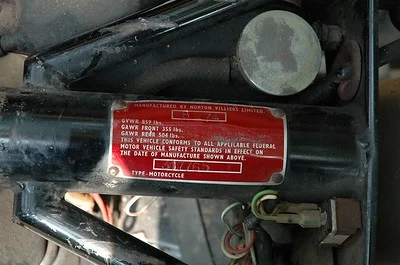 MANUFACTURED BY NORTON VILLIERS LIMITED.
GVWR 859 lbs.
GAWR FRONT 355 lbs.
GAWR REAR 504 lbs.
THIS VEHICLE CONFORMS TO ALL APPLICABLE FEDERAL
MOTOR VEHICLE SAFETY STANDARDS IN EFFECT ON
THE DATE OF MANUFACTURE SHOWN ABOVE.
TYPE-MOTORCYCLE